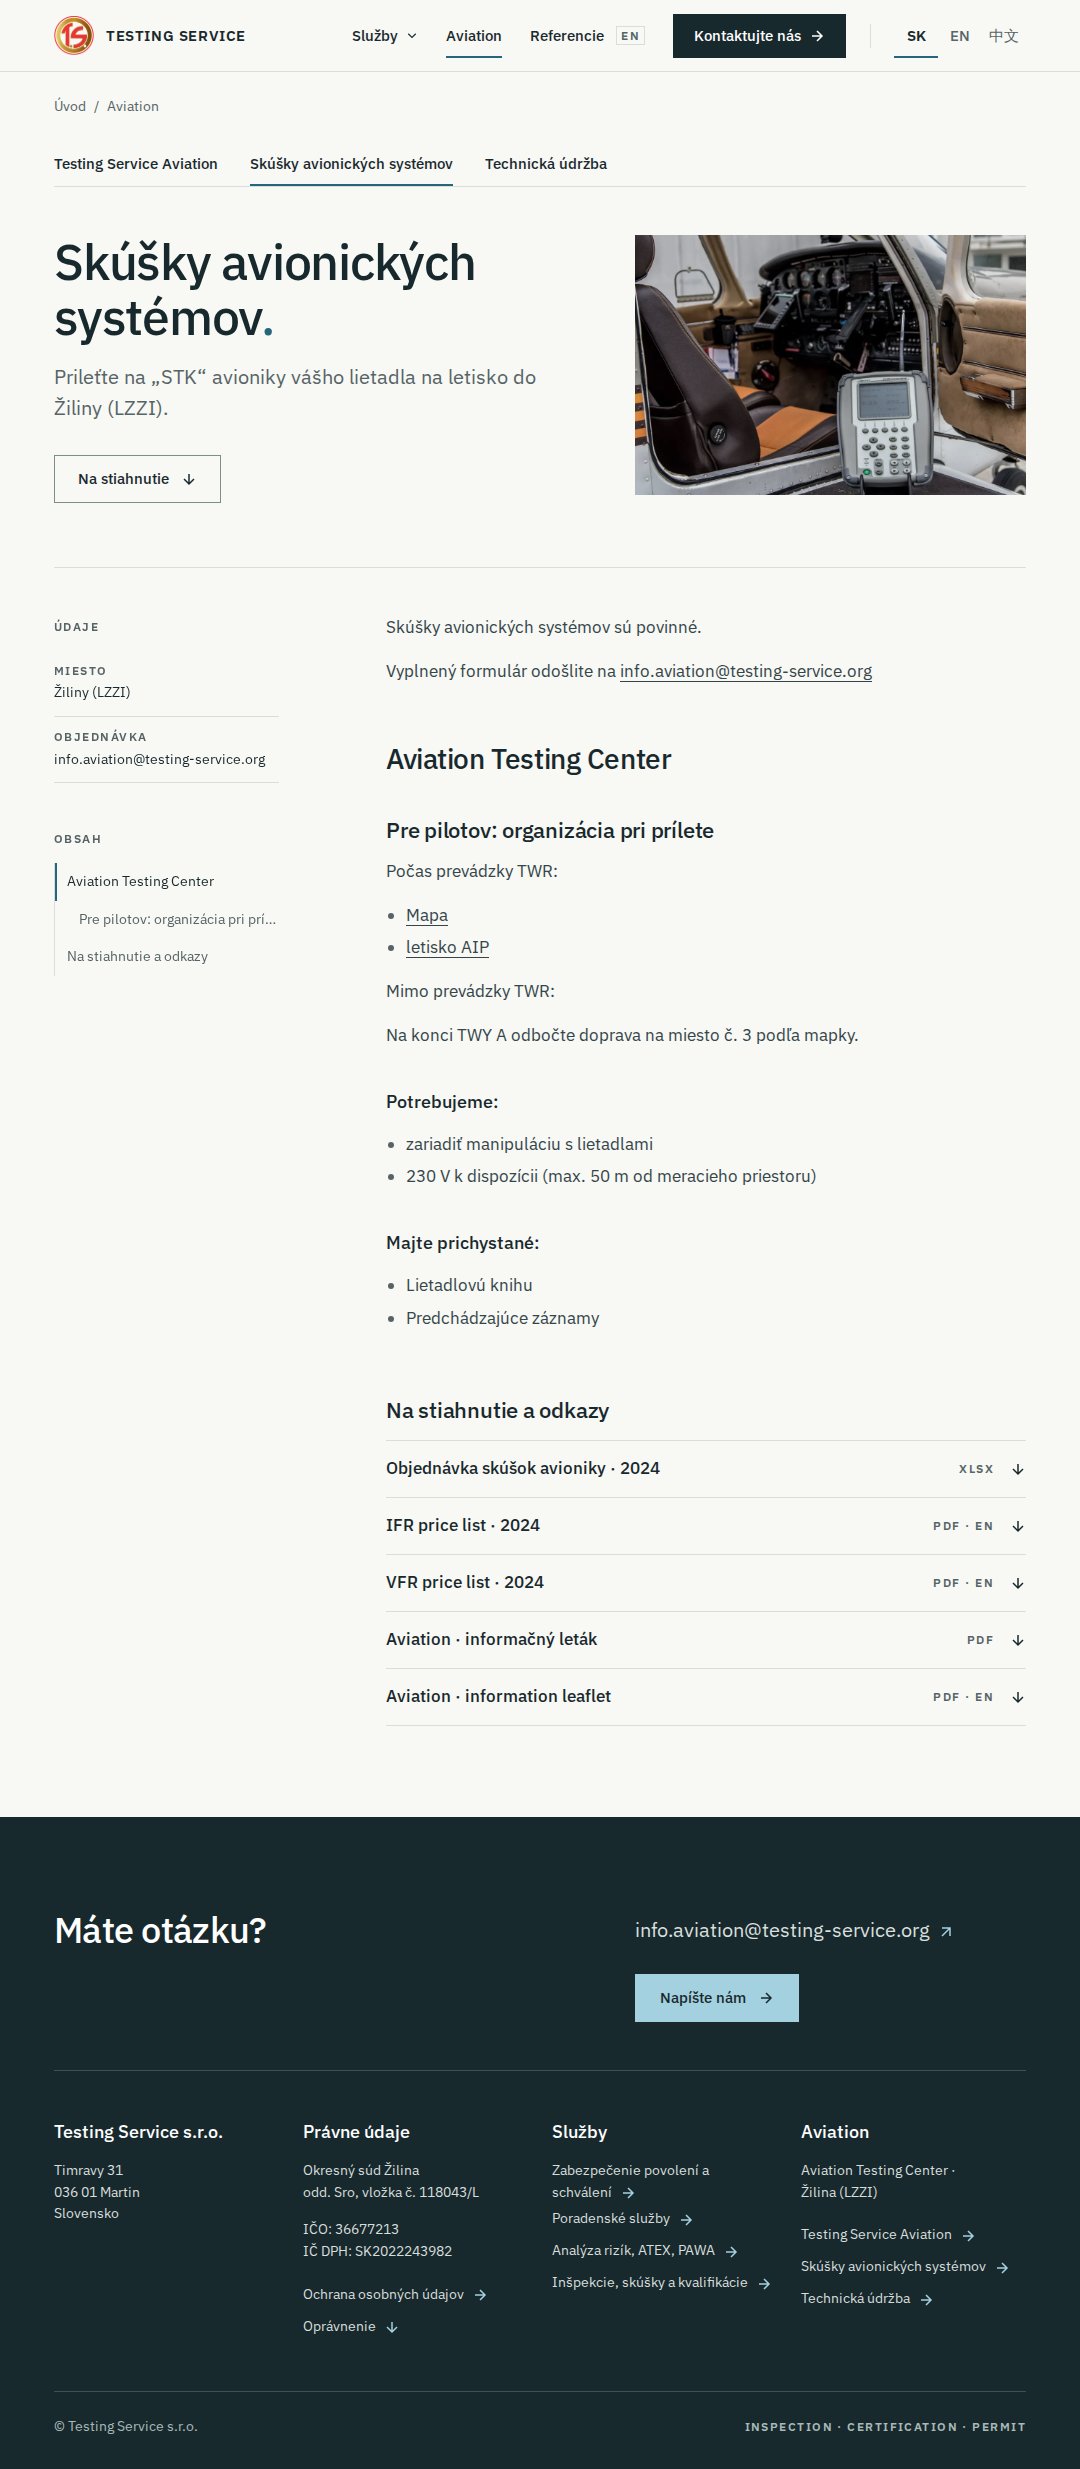 TESTING SERVICE
Služby
Aviation
Referencie EN
Kontaktujte nás →
SK
EN
中文
Úvod / Aviation
Testing Service Aviation
Skúšky avionických systémov
Technická údržba
Skúšky avionických
systémov.
Prileťte na „STK“ avioniky vášho lietadla na letisko do
Žiliny (LZZI).
Na stiahnutie ↓
ÚDAJE
MIESTO
Žiliny (LZZI)
OBJEDNÁVKA
info.aviation@testing-service.org
OBSAH
Aviation Testing Center
Pre pilotov: organizácia pri prí…
Na stiahnutie a odkazy
Skúšky avionických systémov sú povinné.
Vyplnený formulár odošlite na info.aviation@testing-service.org
Aviation Testing Center
Pre pilotov: organizácia pri prílete
Počas prevádzky TWR:
• Mapa
• letisko AIP
Mimo prevádzky TWR:
Na konci TWY A odbočte doprava na miesto č. 3 podľa mapky.
Potrebujeme:
• zariadiť manipuláciu s lietadlami
• 230 V k dispozícii (max. 50 m od meracieho priestoru)
Majte prichystané:
• Lietadlovú knihu
• Predchádzajúce záznamy
Na stiahnutie a odkazy
Objednávka skúšok avioniky · 2024 XLSX ↓
IFR price list · 2024 PDF · EN ↓
VFR price list · 2024 PDF · EN ↓
Aviation · informačný leták PDF ↓
Aviation · information leaflet PDF · EN ↓
Máte otázku?
info.aviation@testing-service.org ↗
Napíšte nám →
Testing Service s.r.o.
Timravy 31
036 01 Martin
Slovensko
Právne údaje
Okresný súd Žilina
odd. Sro, vložka č. 118043/L
IČO: 36677213
IČ DPH: SK2022243982
Ochrana osobných údajov →
Oprávnenie ↓
Služby
Zabezpečenie povolení a
schválení →
Poradenské služby →
Analýza rizík, ATEX, PAWA →
Inšpekcie, skúšky a kvalifikácie →
Aviation
Aviation Testing Center ·
Žilina (LZZI)
Testing Service Aviation →
Skúšky avionických systémov →
Technická údržba →
© Testing Service s.r.o.
INSPECTION · CERTIFICATION · PERMIT